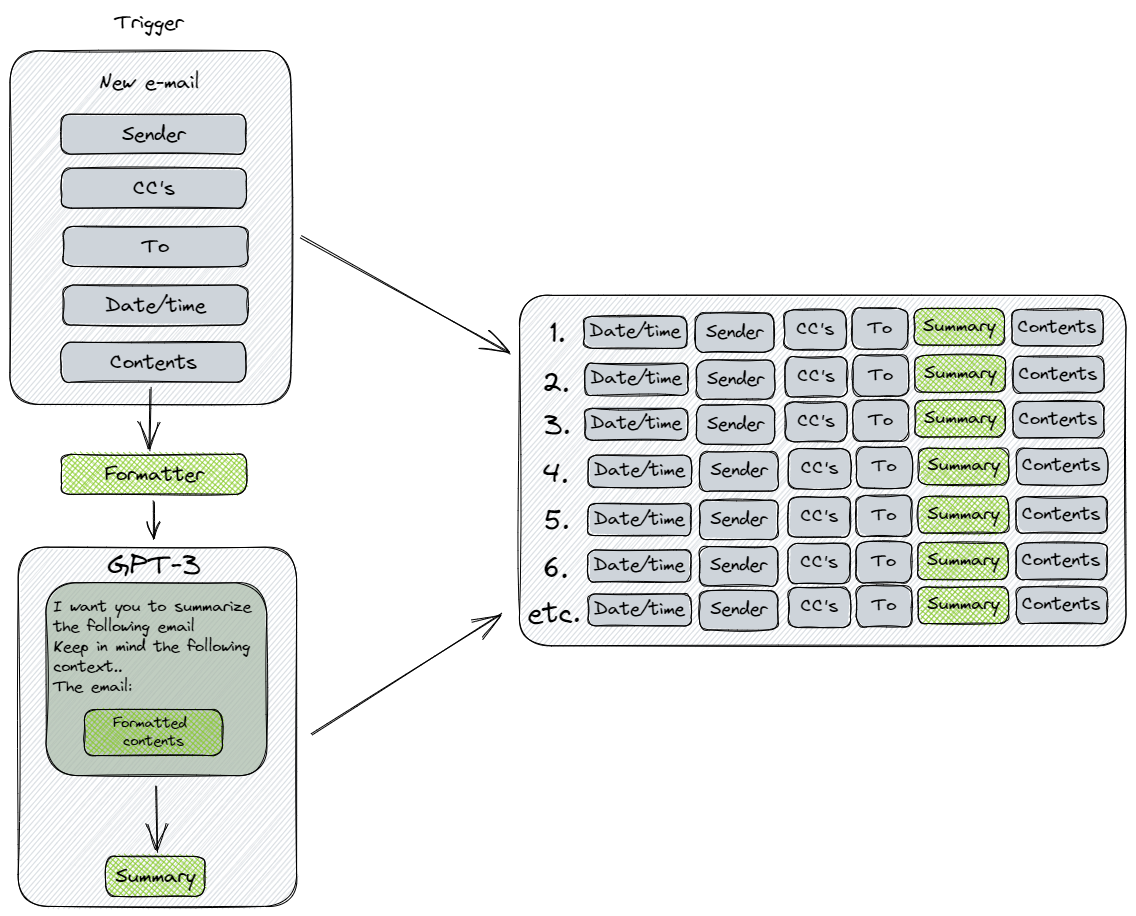 Trigger
New e-mail
Sender
CC's
To
Date/time
Contents
Formatter
GPT-3
I want you to summarize
the following email
Keep in mind the following
context..
The email:
Formatted
contents
Summary
1. Date/time Sender CC's To Summary Contents
2. Date/time Sender CC's To Summary Contents
3. Date/time Sender CC's To Summary Contents
4. Date/time Sender CC's To Summary Contents
5. Date/time Sender CC's To Summary Contents
6. Date/time Sender CC's To Summary Contents
etc. Date/time Sender CC's To Summary Contents